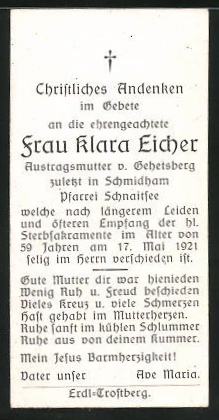 Christliches Andenken
im Gebete
an die ehrengeachtete
Frau Klara Eicher
Austragsmutter v. Gehetsberg
zuletzt in Schmidham
Pfarrei Schnaitsee
welche nach längerem Leiden
und öfteren Empfang der hl.
Sterbsakramente im Alter von
59 Jahren am 17. Mai 1921
selig im Herrn verschieden ist.
Gute Mutter dir war hienieden
Wenig Ruh u. Freud beschieden
Vieles Kreuz u. viele Schmerzen
Hast gehabt im Mutterherzen.
Ruhe sanft im kühlen Schlummer
Ruhe aus von deinem Kummer.
Mein Jesus Barmherzigkeit!
Vater unser Ave Maria.
Erdl-Trostberg.